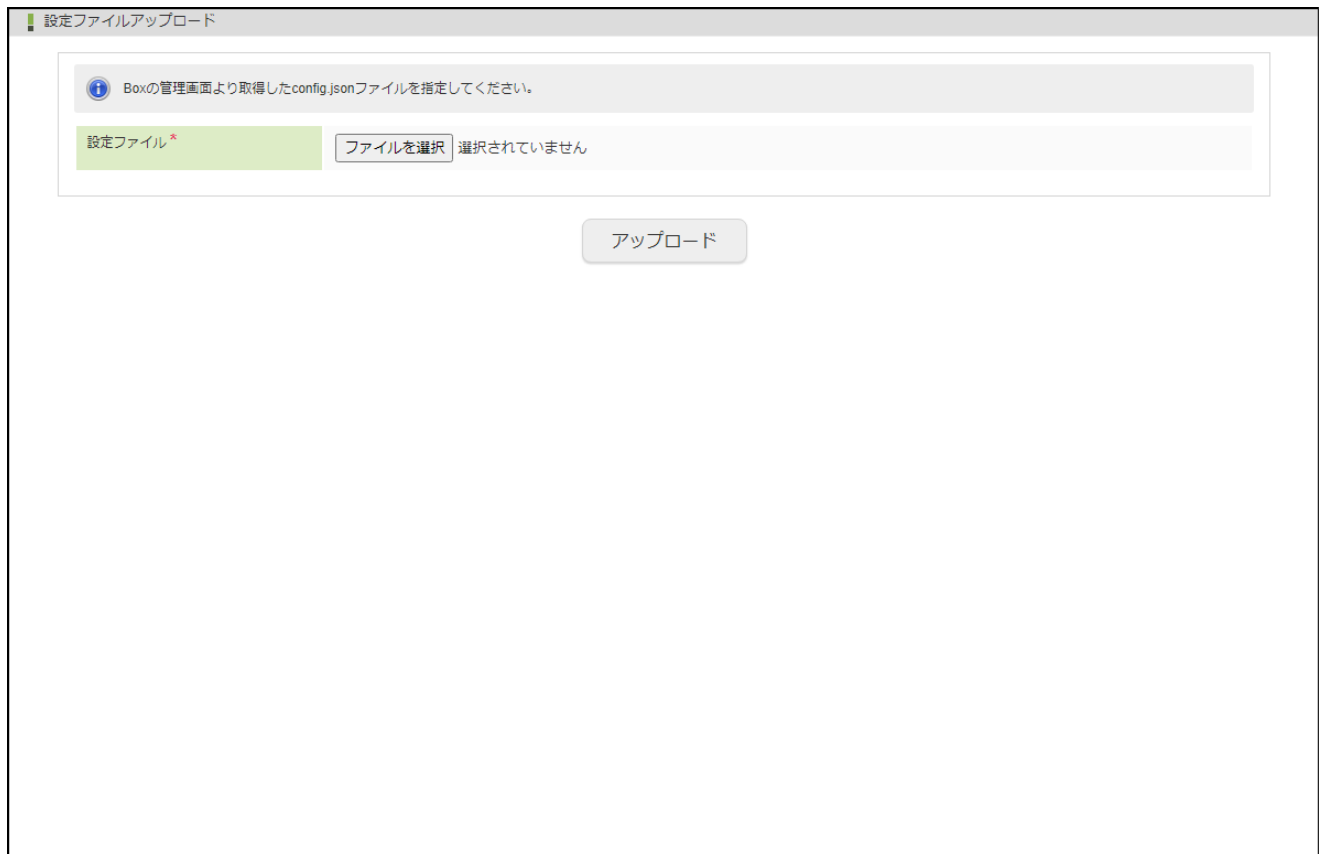 設定ファイルアップロード
Boxの管理画面より取得したconfig.jsonファイルを指定してください。
設定ファイル* ファイルを選択 選択されていません
アップロード